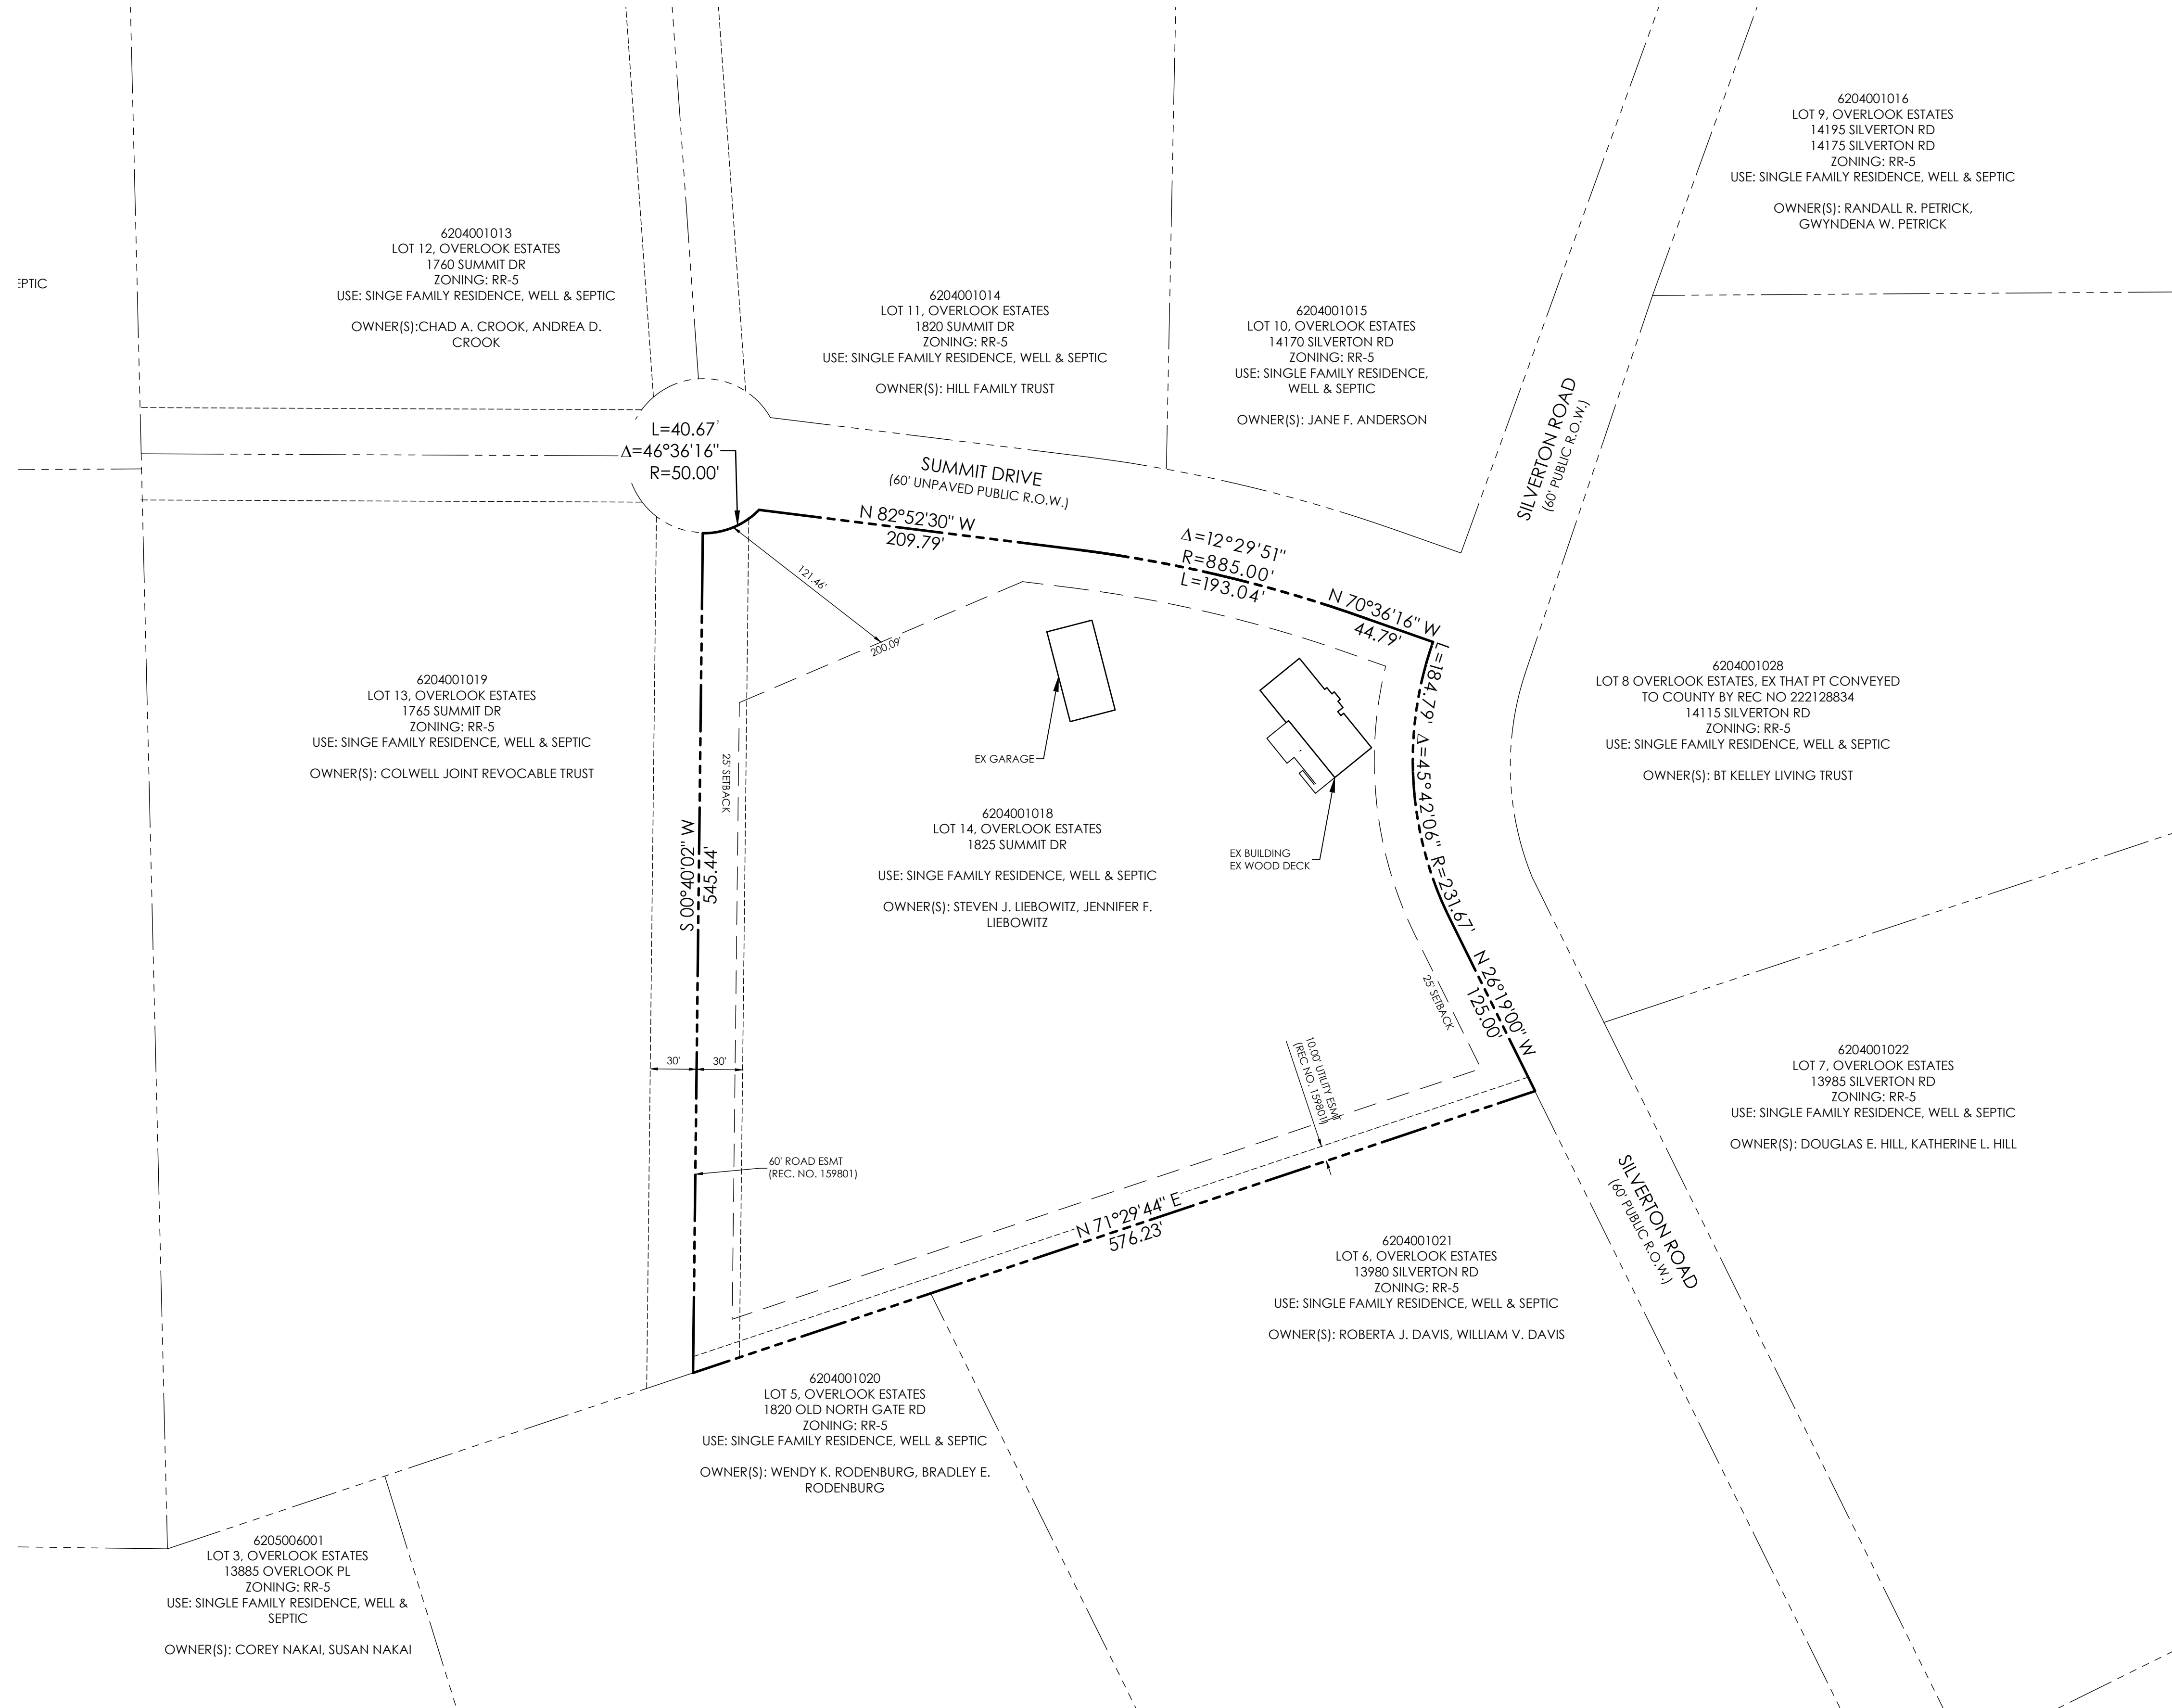 6204001016
LOT 9, OVERLOOK ESTATES
14195 SILVERTON RD
14175 SILVERTON RD
ZONING: RR-5
USE: SINGLE FAMILY RESIDENCE, WELL & SEPTIC
OWNER(S): RANDALL R. PETRICK,
GWYNDENA W. PETRICK
6204001013
LOT 12, OVERLOOK ESTATES
1760 SUMMIT DR
ZONING: RR-5
USE: SINGE FAMILY RESIDENCE, WELL & SEPTIC
OWNER(S):CHAD A. CROOK, ANDREA D.
CROOK
EPTIC
6204001014
LOT 11, OVERLOOK ESTATES
1820 SUMMIT DR
ZONING: RR-5
USE: SINGLE FAMILY RESIDENCE, WELL & SEPTIC
OWNER(S): HILL FAMILY TRUST
6204001015
LOT 10, OVERLOOK ESTATES
14170 SILVERTON RD
ZONING: RR-5
USE: SINGLE FAMILY RESIDENCE,
WELL & SEPTIC
OWNER(S): JANE F. ANDERSON
SILVERTON ROAD
(60' PUBLIC R.O.W.)
L=40.67'
Δ=46°36'16"
R=50.00'
SUMMIT DRIVE
(60' UNPAVED PUBLIC R.O.W.)
N 82°52'30" W
209.79'
Δ=12°29'51"
R=885.00'
L=193.04'
N 70°36'16" W
44.79'
121.46'
200.09'
L=184.79' Δ=45°42'06" R=231.67'
6204001019
LOT 13, OVERLOOK ESTATES
1765 SUMMIT DR
ZONING: RR-5
USE: SINGE FAMILY RESIDENCE, WELL & SEPTIC
OWNER(S): COLWELL JOINT REVOCABLE TRUST
6204001028
LOT 8 OVERLOOK ESTATES, EX THAT PT CONVEYED
TO COUNTY BY REC NO 222128834
14115 SILVERTON RD
ZONING: RR-5
USE: SINGLE FAMILY RESIDENCE, WELL & SEPTIC
OWNER(S): BT KELLEY LIVING TRUST
25' SETBACK
EX GARAGE
6204001018
LOT 14, OVERLOOK ESTATES
1825 SUMMIT DR
USE: SINGE FAMILY RESIDENCE, WELL & SEPTIC
OWNER(S): STEVEN J. LIEBOWITZ, JENNIFER F.
LIEBOWITZ
EX BUILDING
EX WOOD DECK
S 00°40'02" W
545.44'
N 26°19'00" W
125.00'
25' SETBACK
30'
30'
10.00' UTILITY ESMT
(REC NO. 159801)
6204001022
LOT 7, OVERLOOK ESTATES
13985 SILVERTON RD
ZONING: RR-5
USE: SINGLE FAMILY RESIDENCE, WELL & SEPTIC
OWNER(S): DOUGLAS E. HILL, KATHERINE L. HILL
60' ROAD ESMT
(REC. NO. 159801)
N 71°29'44" E
576.23'
SILVERTON ROAD
(60' PUBLIC R.O.W.)
6204001021
LOT 6, OVERLOOK ESTATES
13980 SILVERTON RD
ZONING: RR-5
USE: SINGLE FAMILY RESIDENCE, WELL & SEPTIC
OWNER(S): ROBERTA J. DAVIS, WILLIAM V. DAVIS
6204001020
LOT 5, OVERLOOK ESTATES
1820 OLD NORTH GATE RD
ZONING: RR-5
USE: SINGLE FAMILY RESIDENCE, WELL & SEPTIC
OWNER(S): WENDY K. RODENBURG, BRADLEY E.
RODENBURG
6205006001
LOT 3, OVERLOOK ESTATES
13885 OVERLOOK PL
ZONING: RR-5
USE: SINGLE FAMILY RESIDENCE, WELL &
SEPTIC
OWNER(S): COREY NAKAI, SUSAN NAKAI